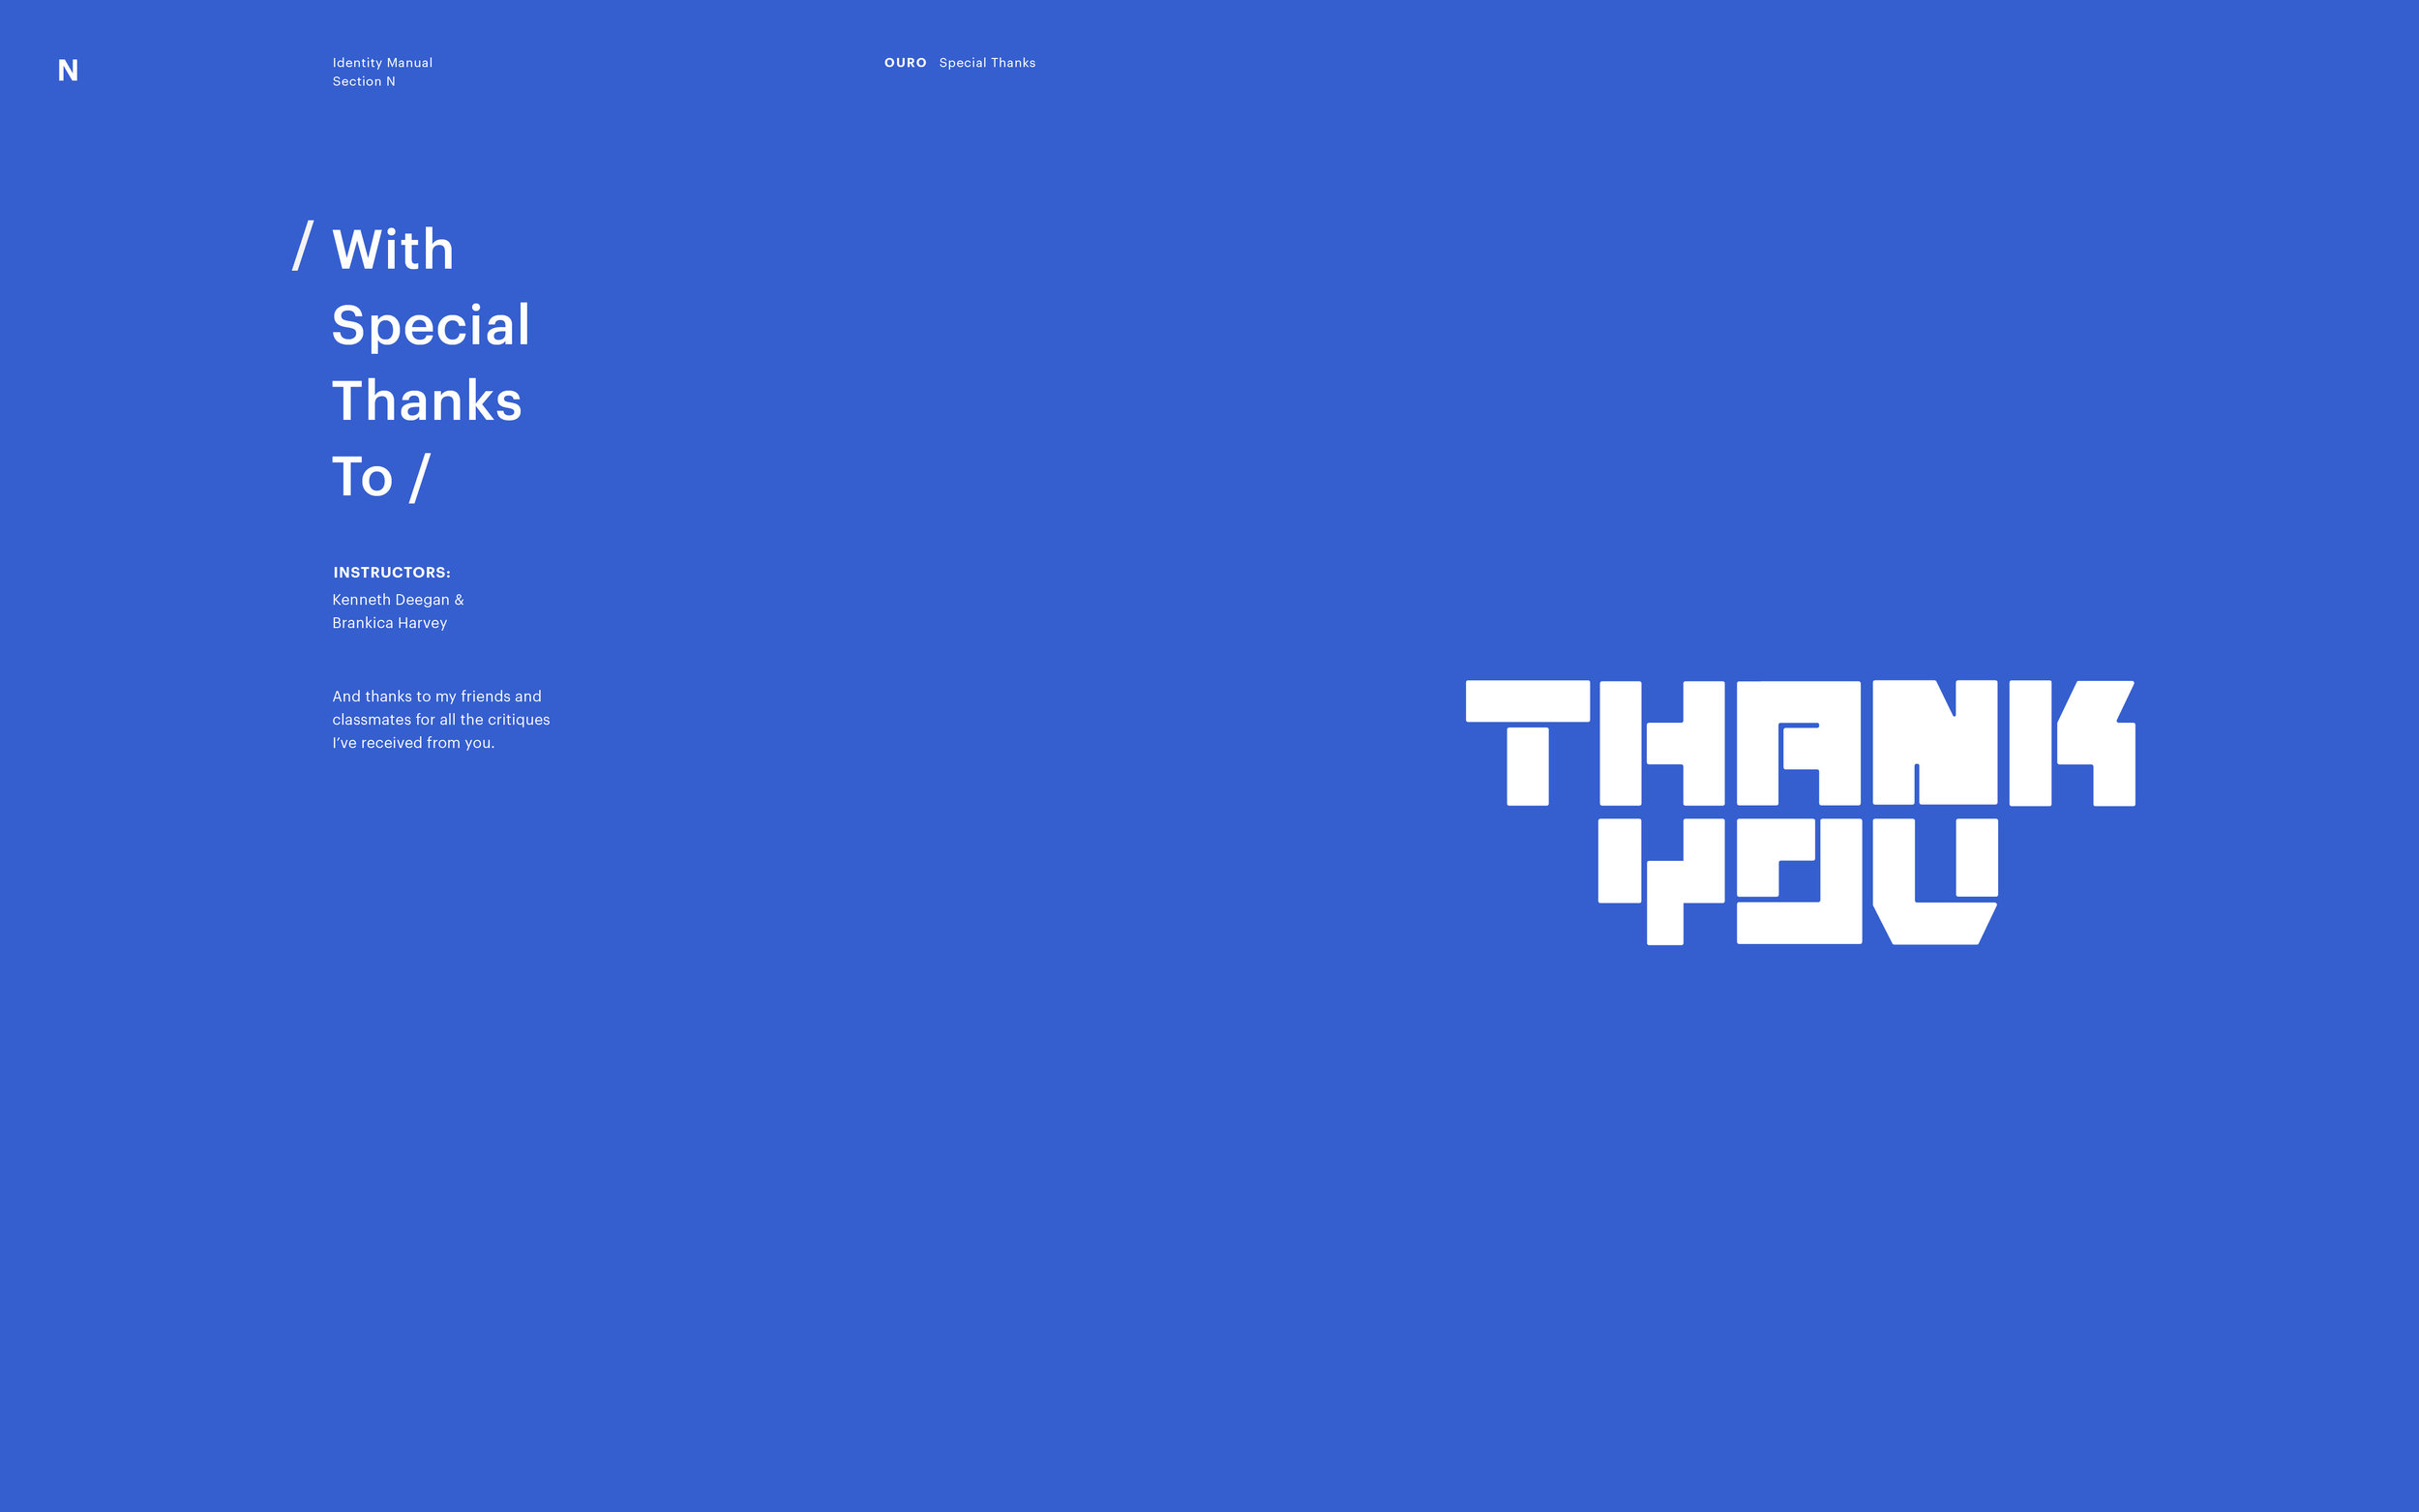 N
Identity Manual
Section N
OURO Special Thanks
/ With
Special
Thanks
To /
INSTRUCTORS:
Kenneth Deegan &
Brankica Harvey
And thanks to my friends and
classmates for all the critiques
I’ve received from you.
THANK
YOU